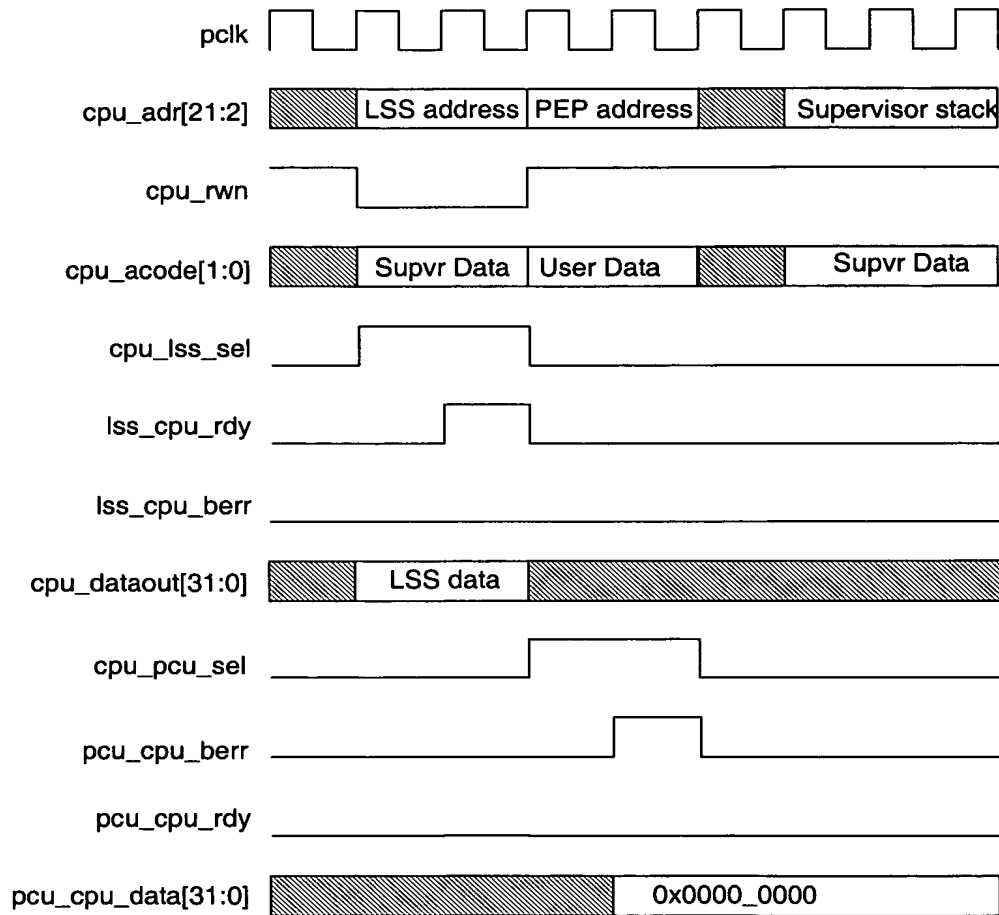 pclk
cpu_adr[21:2] LSS address PEP address Supervisor stack
cpu_rwn
cpu_acode[1:0] Supvr Data User Data Supvr Data
cpu_lss_sel
lss_cpu_rdy
lss_cpu_berr
cpu_dataout[31:0] LSS data
cpu_pcu_sel
pcu_cpu_berr
pcu_cpu_rdy
pcu_cpu_data[31:0] 0x0000_0000